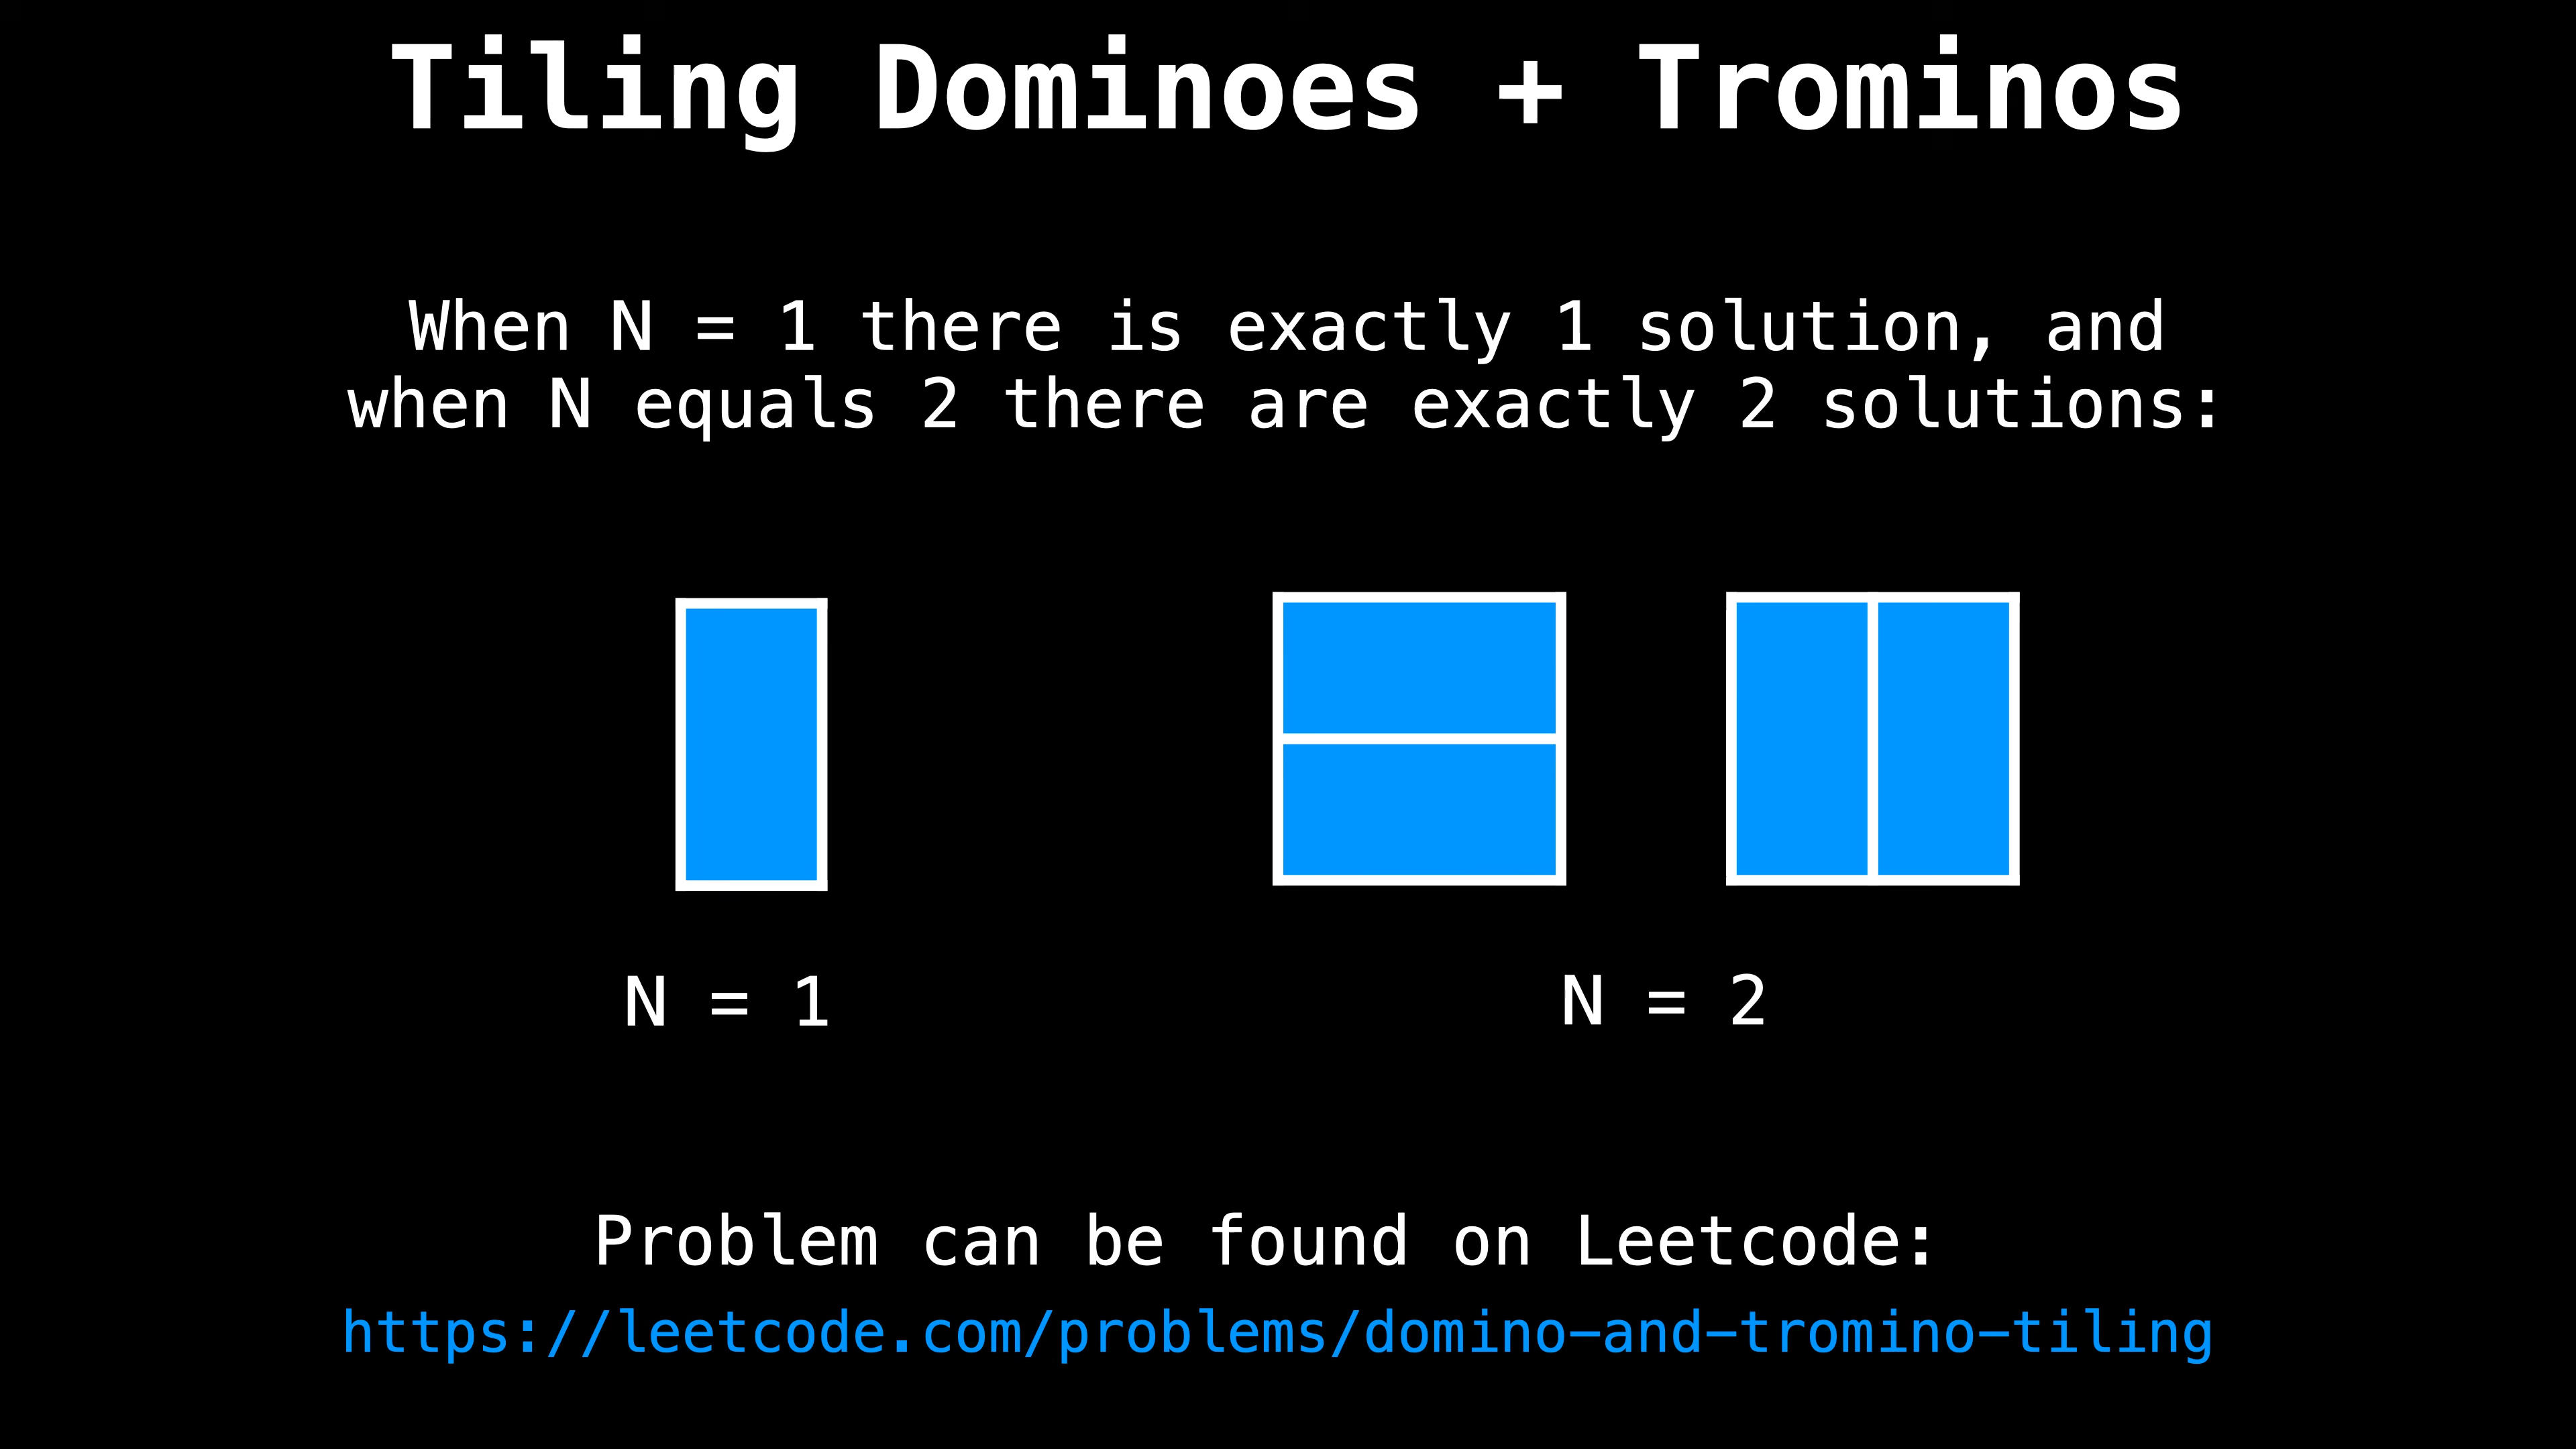 Tiling Dominoes + Trominos
When N = 1 there is exactly 1 solution, and
when N equals 2 there are exactly 2 solutions:
N = 1
N = 2
Problem can be found on Leetcode:
https://leetcode.com/problems/domino-and-tromino-tiling